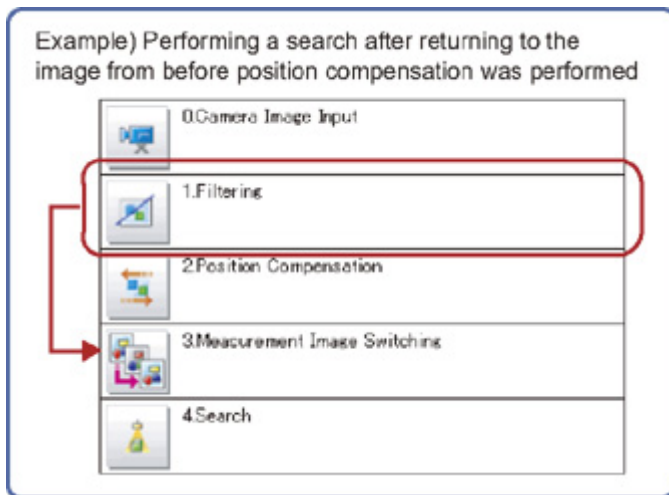 Example) Performing a search after returning to the
image from before position compensation was performed
0.Camera Image Input
1.Filtering
2.Position Compensation
3.Measurement Image Switching
4.Search